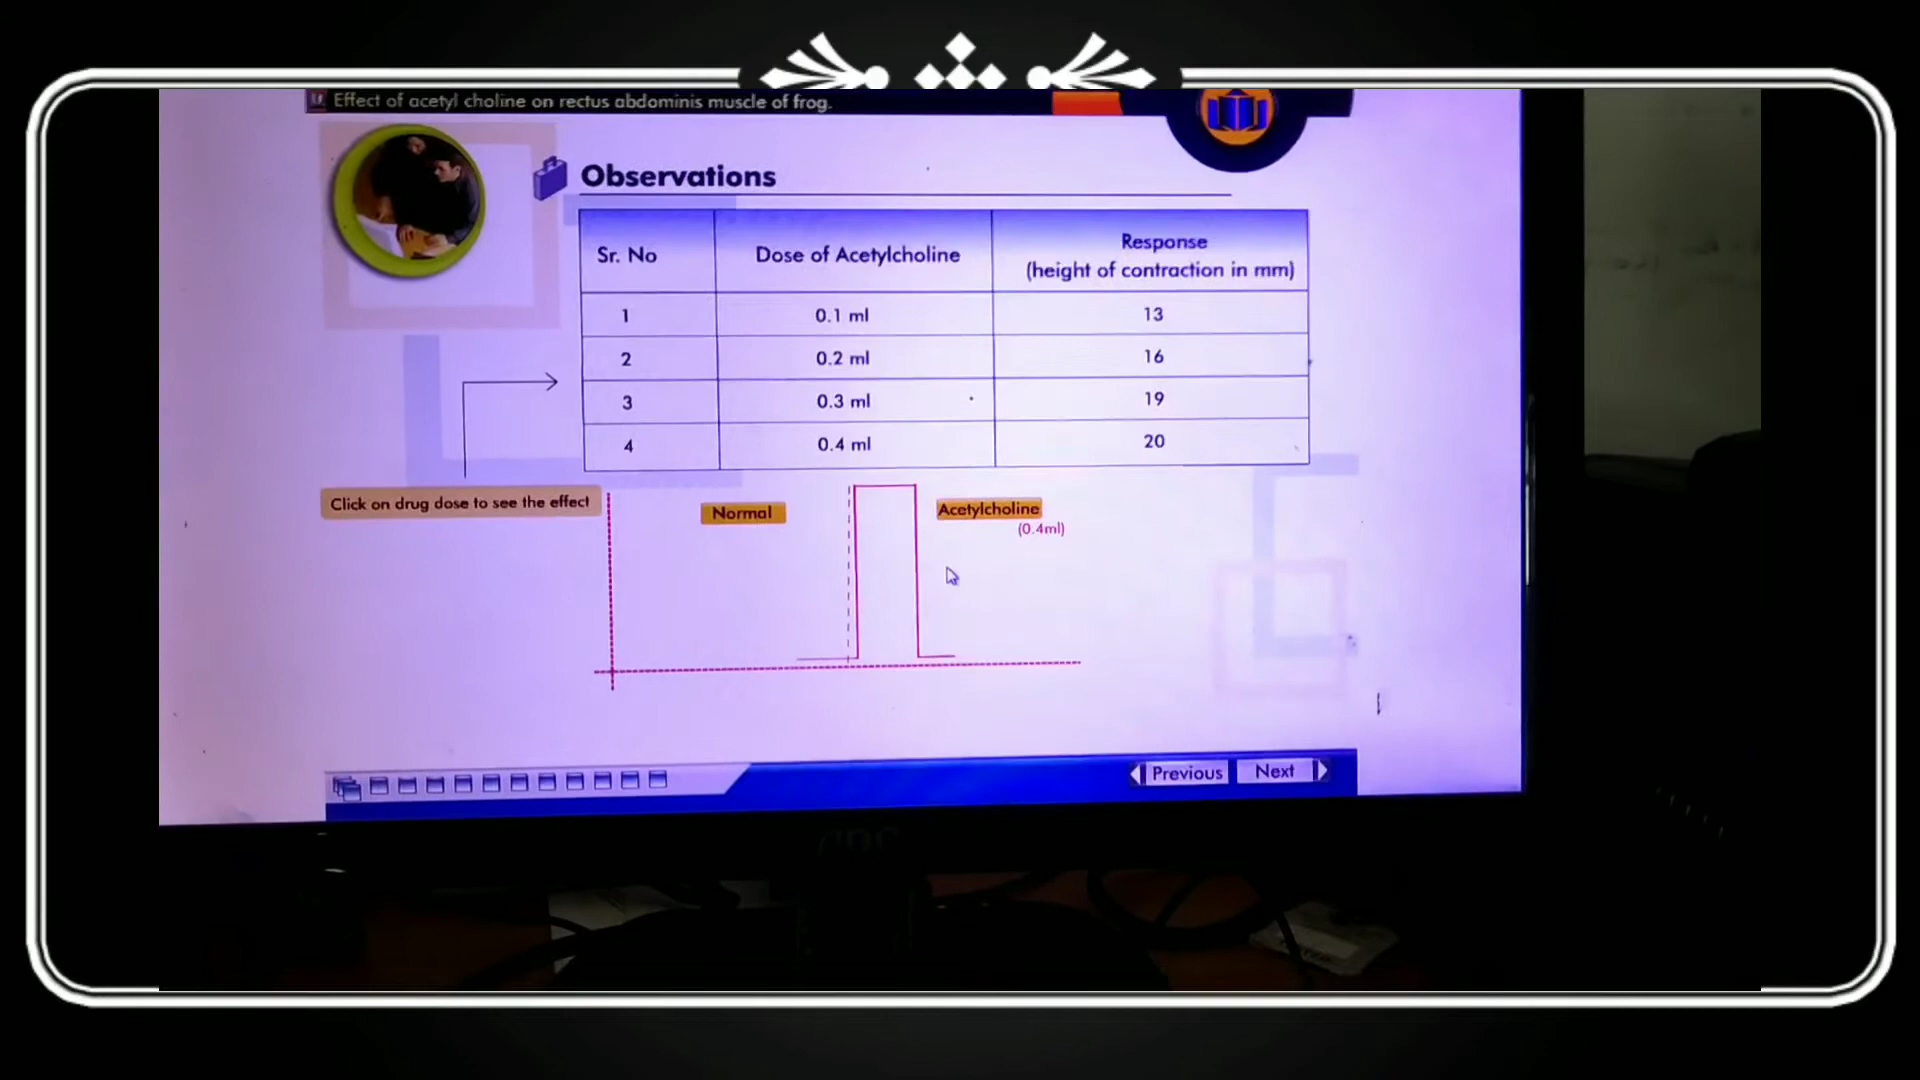 Effect of acetyl choline on rectus abdominis muscle of frog.
Observations
Sr. No
Dose of Acetylcholine
Response
(height of contraction in mm)
1
0.1 ml
13
2
0.2 ml
16
3
0.3 ml
19
4
0.4 ml
20
Click on drug dose to see the effect
Normal
Acetylcholine
(0.4ml)
Previous
Next